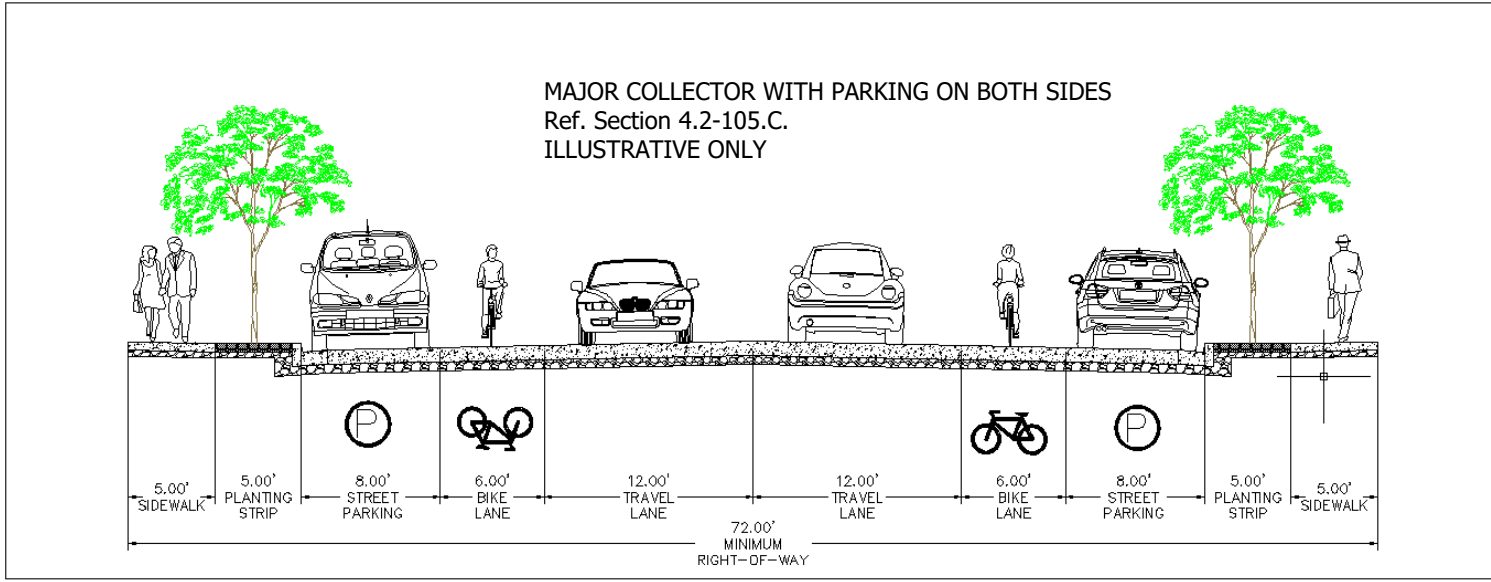 MAJOR COLLECTOR WITH PARKING ON BOTH SIDES
Ref. Section 4.2-105.C.
ILLUSTRATIVE ONLY
P
P
5.00'
SIDEWALK
5.00'
PLANTING
STRIP
8.00'
STREET
PARKING
6.00'
BIKE
LANE
12.00'
TRAVEL
LANE
12.00'
TRAVEL
LANE
6.00'
BIKE
LANE
8.00'
STREET
PARKING
5.00'
PLANTING
STRIP
5.00'
SIDEWALK
72.00'
MINIMUM
RIGHT-OF-WAY